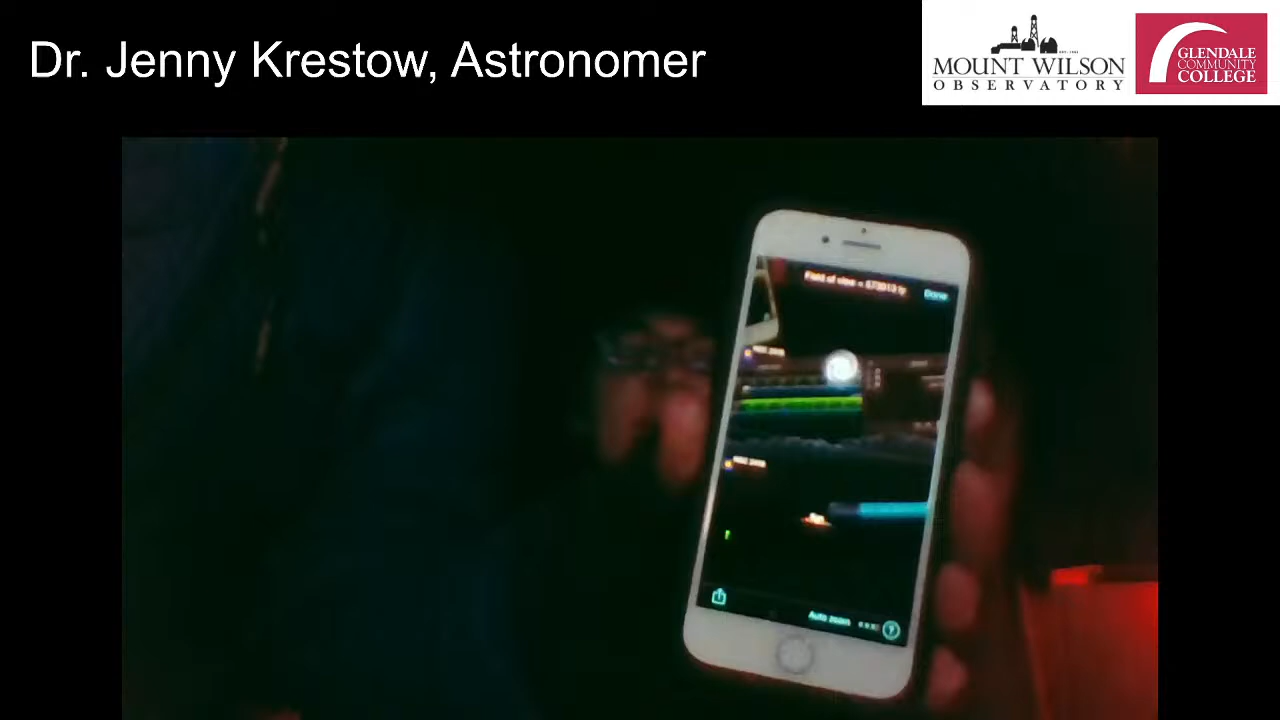 Dr. Jenny Krestow, Astronomer
MOUNT WILSON
OBSERVATORY
GLENDALE
COMMUNITY
COLLEGE
Field of view =
Done
Auto zoom
?